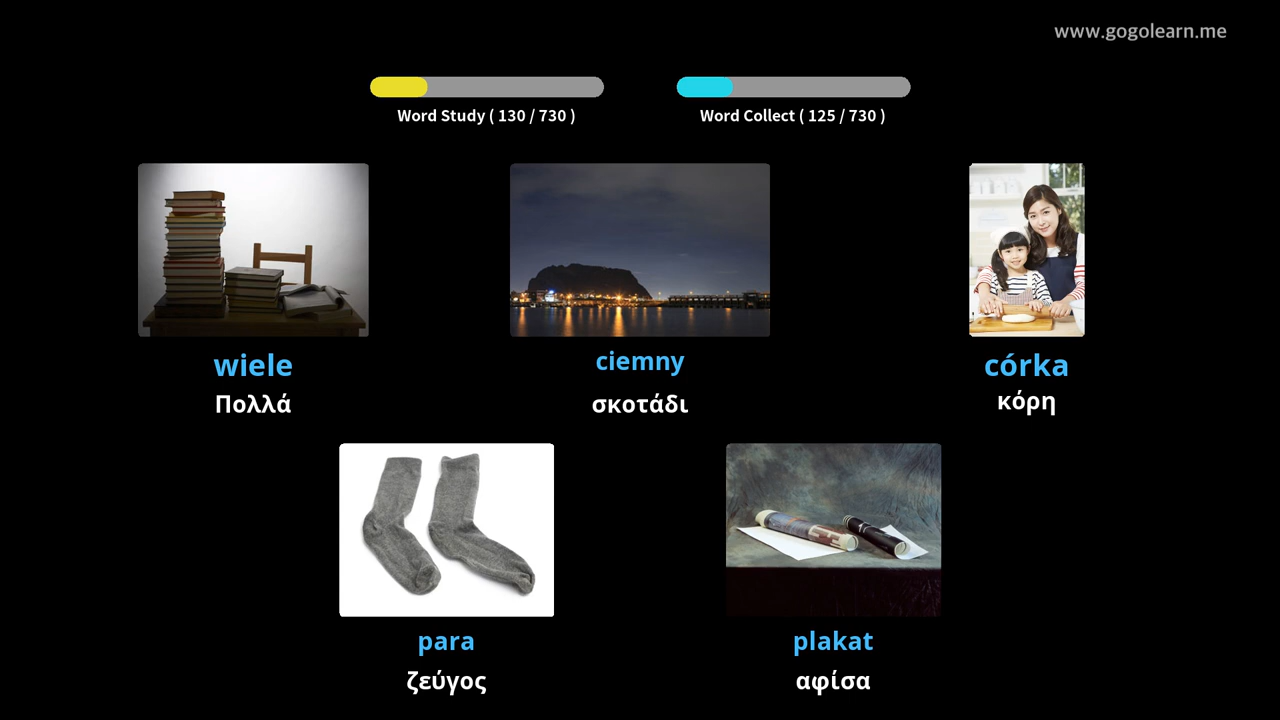 www.gogolearn.me
Word Study ( 130 / 730 )
Word Collect ( 125 / 730 )
wiele
Πολλά
ciemny
σκοτάδι
córka
κόρη
para
ζεύγος
plakat
αφίσα